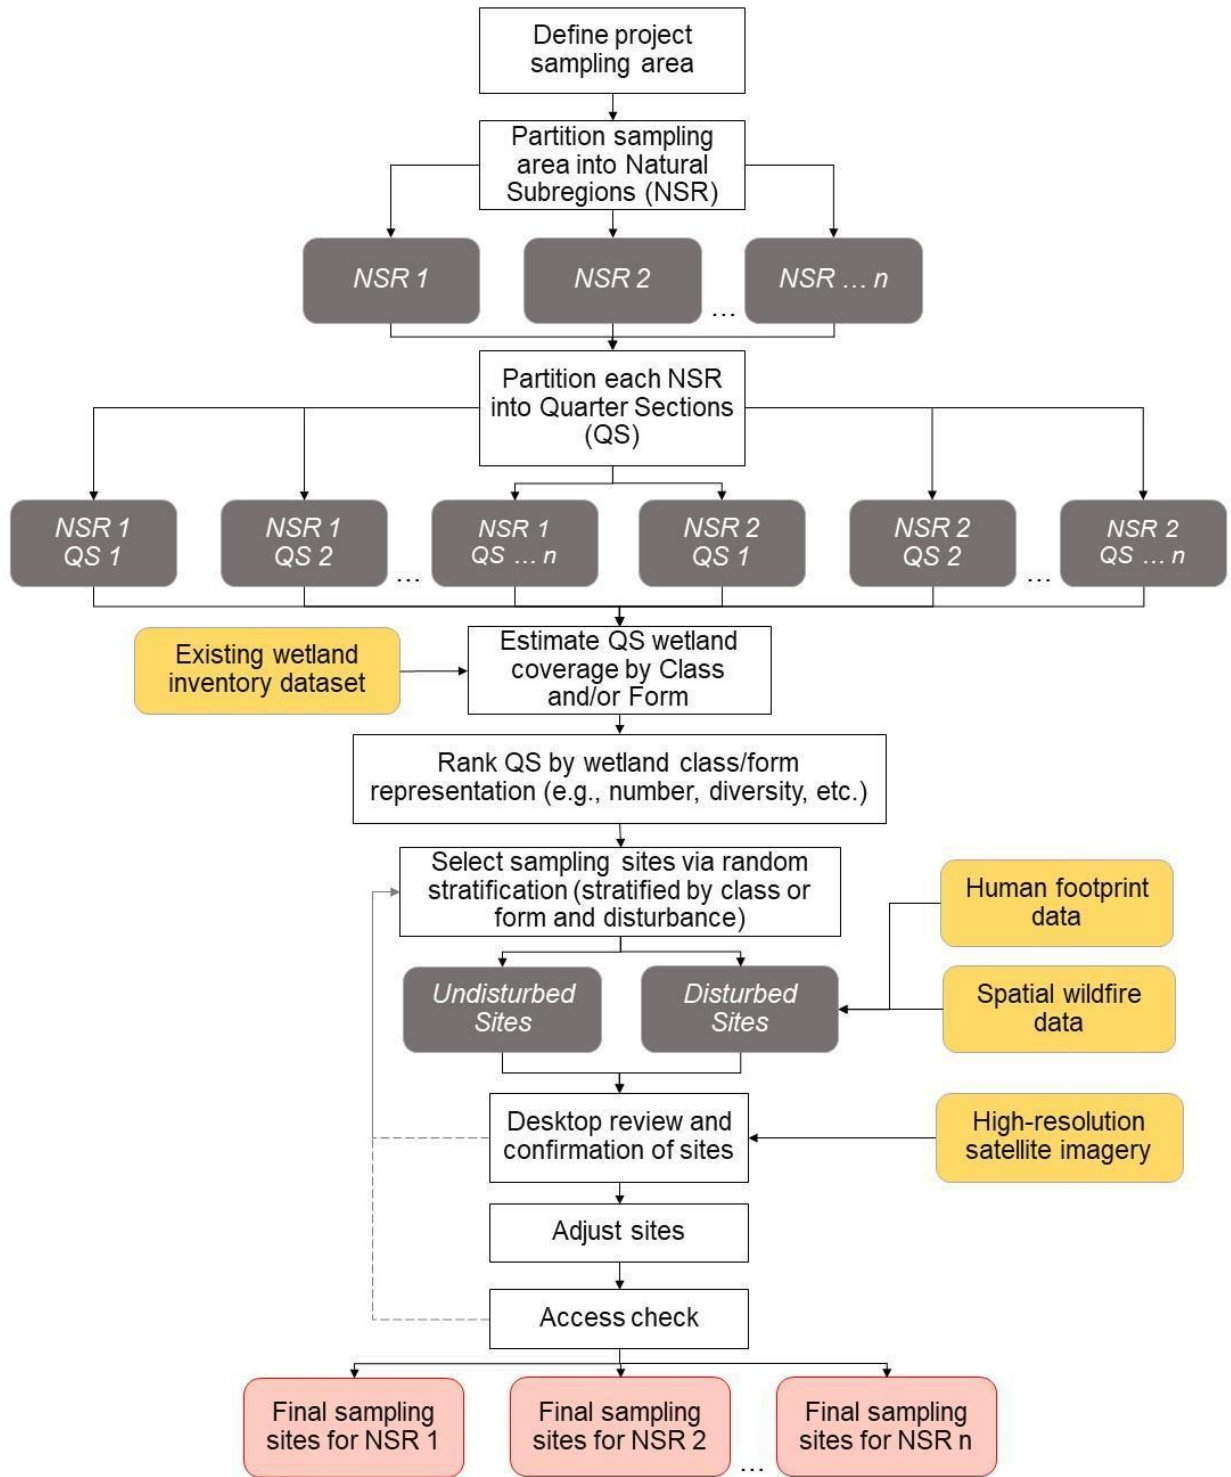 Define project
sampling area
Partition sampling
area into Natural
Subregions (NSR)
NSR 1
NSR 2
...
NSR ... n
Partition each NSR
into Quarter Sections
(QS)
NSR 1
QS 1
NSR 1
QS 2
...
NSR 1
QS ... n
NSR 2
QS 1
NSR 2
QS 2
...
NSR 2
QS ... n
Existing wetland
inventory dataset
Estimate QS wetland
coverage by Class
and/or Form
Rank QS by wetland class/form
representation (e.g., number, diversity, etc.)
Select sampling sites via random
stratification (stratified by class or
form and disturbance)
Human footprint
data
Undisturbed
Sites
Disturbed
Sites
Spatial wildfire
data
Desktop review and
confirmation of sites
High-resolution
satellite imagery
Adjust sites
Access check
Final sampling
sites for NSR 1
Final sampling
sites for NSR 2
...
Final sampling
sites for NSR n